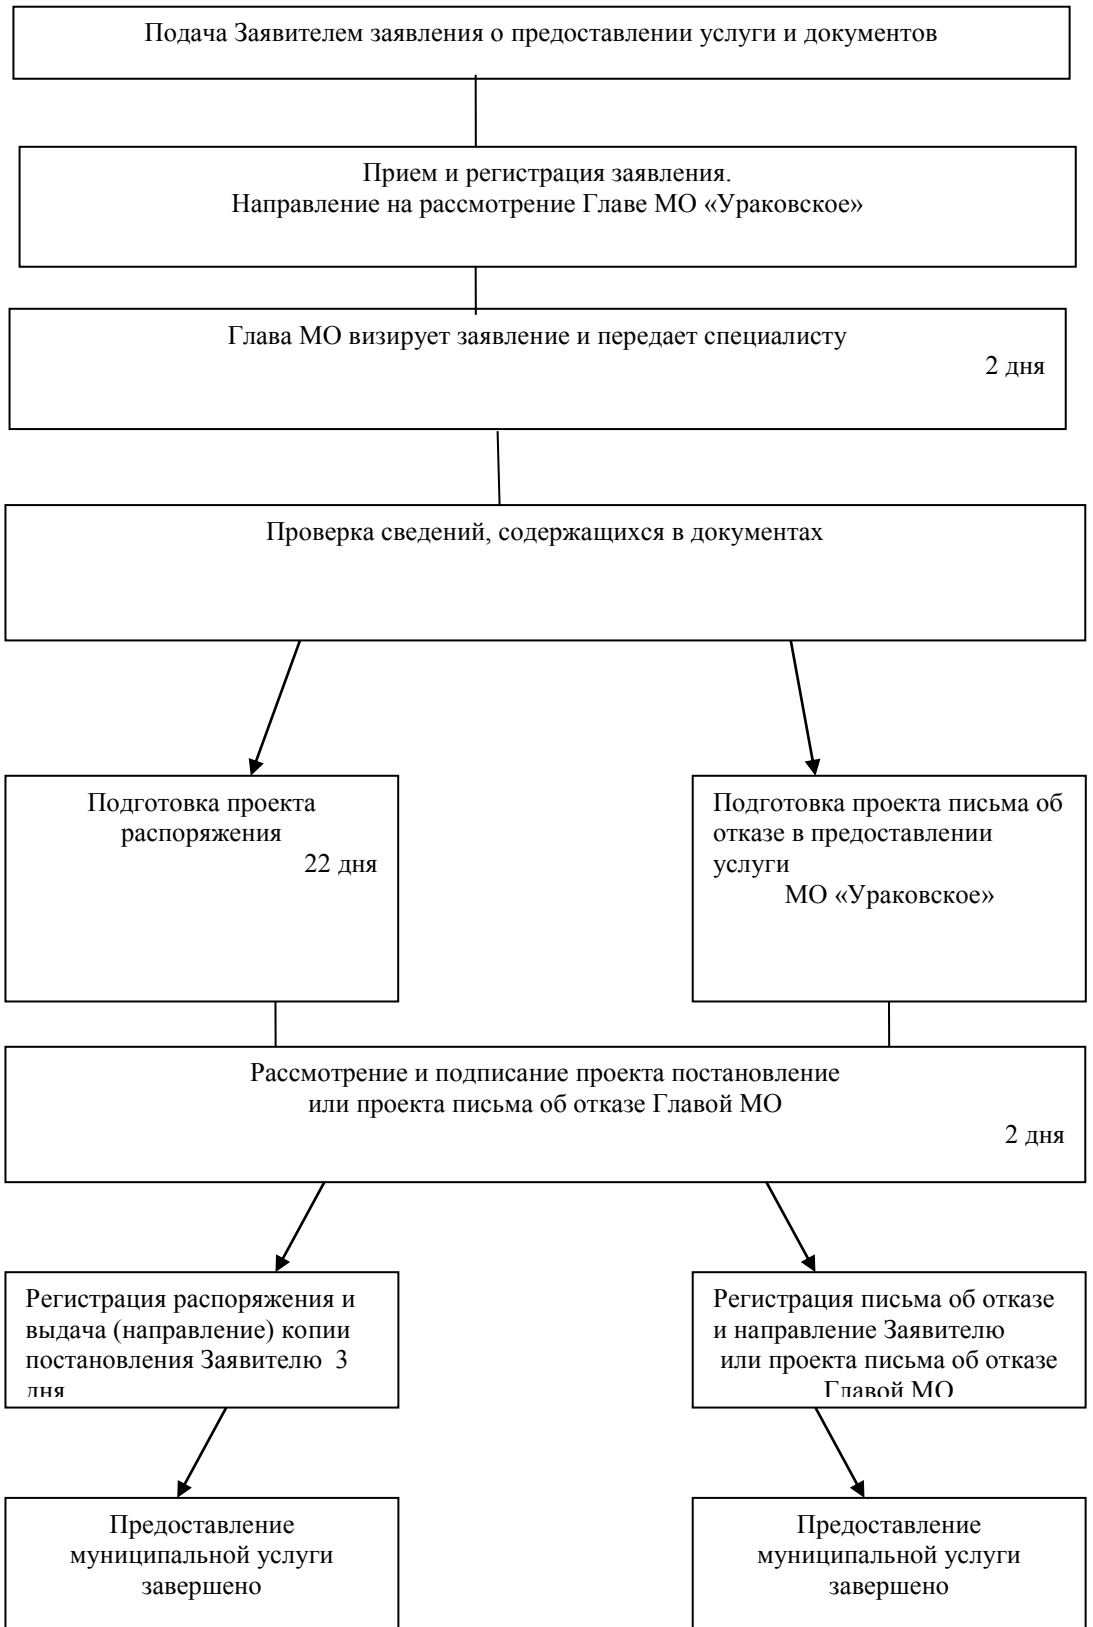 Подача Заявителем заявления о предоставлении услуги и документов
Прием и регистрация заявления.
Направление на рассмотрение Главе МО «Ураковское»
Глава МО визирует заявление и передает специалисту
2 дня
Проверка сведений, содержащихся в документах
Подготовка проекта
распоряжения
22 дня
Подготовка проекта письма об
отказе в предоставлении
услуги
МО «Ураковское»
Рассмотрение и подписание проекта постановление
или проекта письма об отказе Главой МО
2 дня
Регистрация распоряжения и
выдача (направление) копии
постановления Заявителю 3
дня
Регистрация письма об отказе
и направление Заявителю
или проекта письма об отказе
Главой МО
Предоставление
муниципальной услуги
завершено
Предоставление
муниципальной услуги
завершено